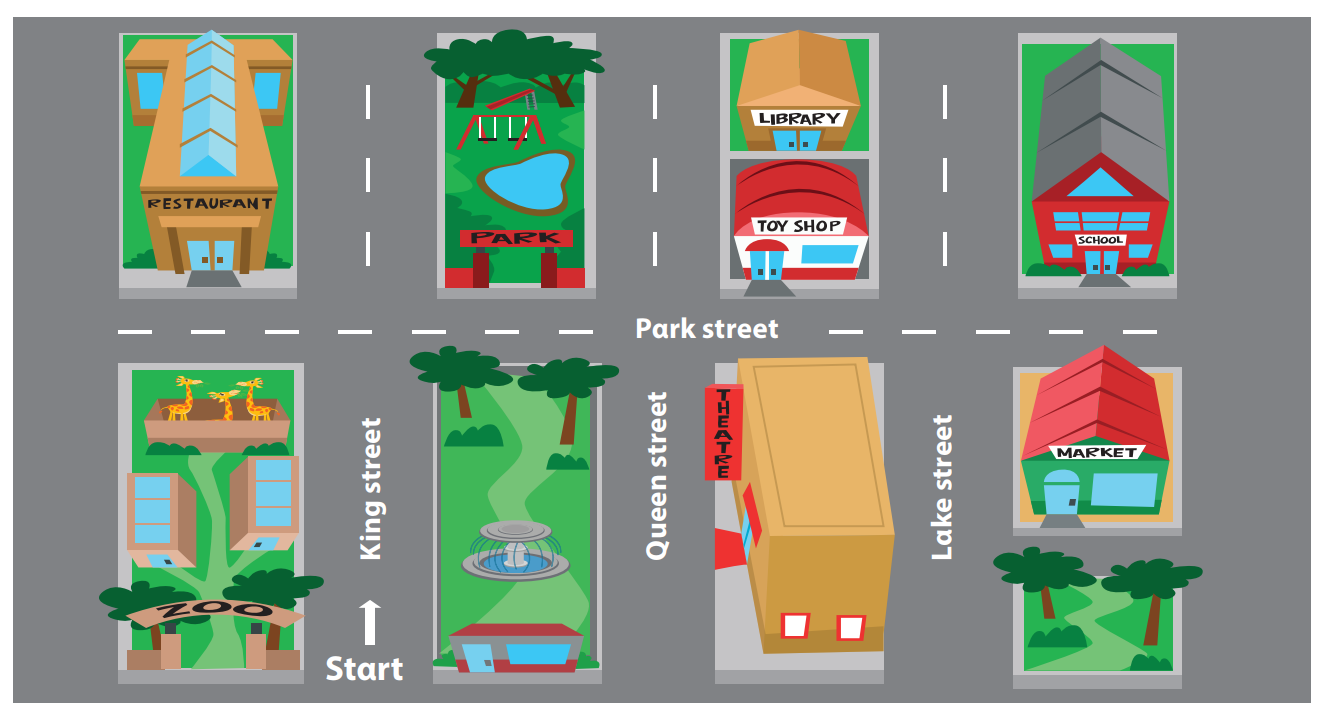 RESTAURANT
PARK
LIBRARY
TOY SHOP
SCHOOL
Park street
THEATRE
MARKET
King street
Queen street
Lake street
ZOO
Start